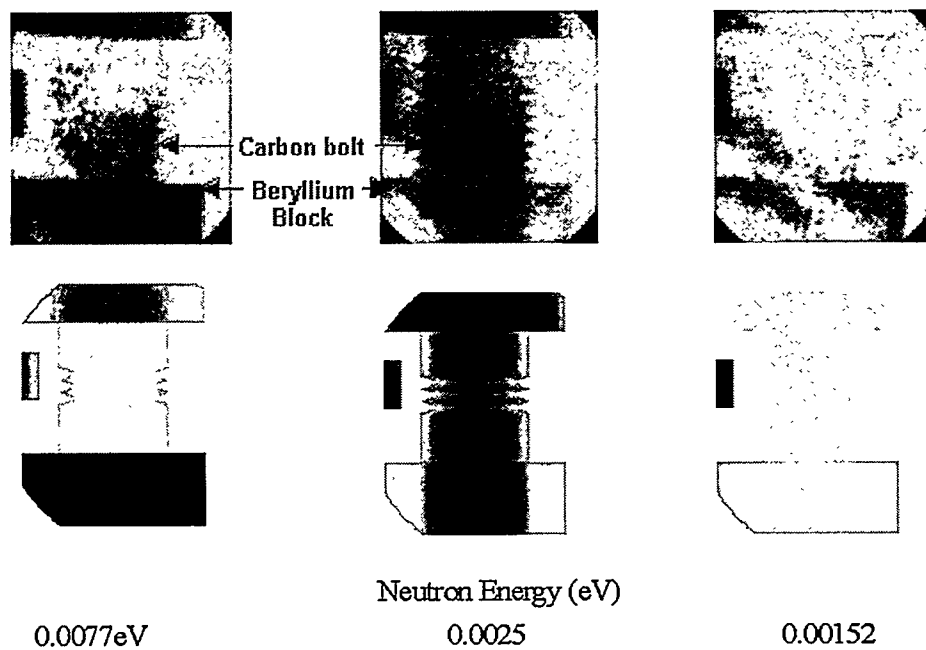 Carbon bolt
Beryllium
Block
Neutron Energy (eV)
0.0077eV
0.0025
0.00152